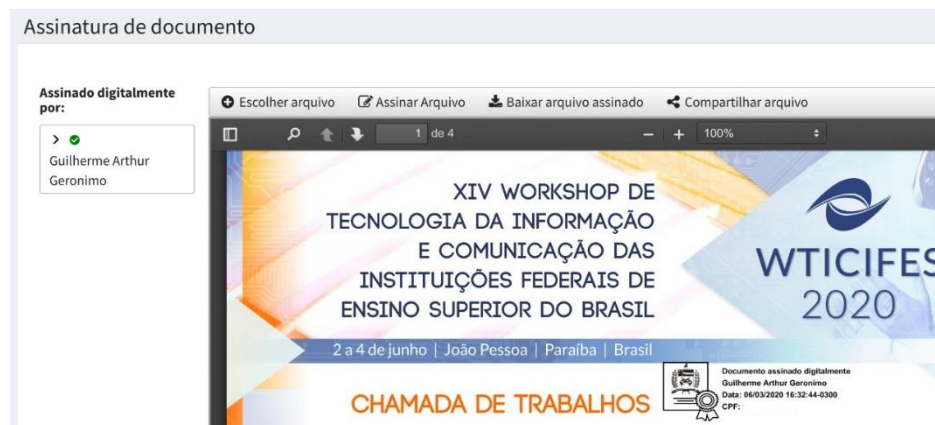 Assinatura de documento
Assinado digitalmente
por:
Guilherme Arthur
Geronimo
Escolher arquivo Assinar Arquivo Baixar arquivo assinado Compartilhar arquivo
1 de 4 100%
XIV WORKSHOP DE
TECNOLOGIA DA INFORMAÇÃO
E COMUNICAÇÃO DAS
INSTITUIÇÕES FEDERAIS DE
ENSINO SUPERIOR DO BRASIL
WTICIFES
2020
2 a 4 de junho | João Pessoa | Paraíba | Brasil
CHAMADA DE TRABALHOS
Documento assinado digitalmente
Guilherme Arthur Geronimo
Data: 06/03/2020 16:32:44-0300
CPF: